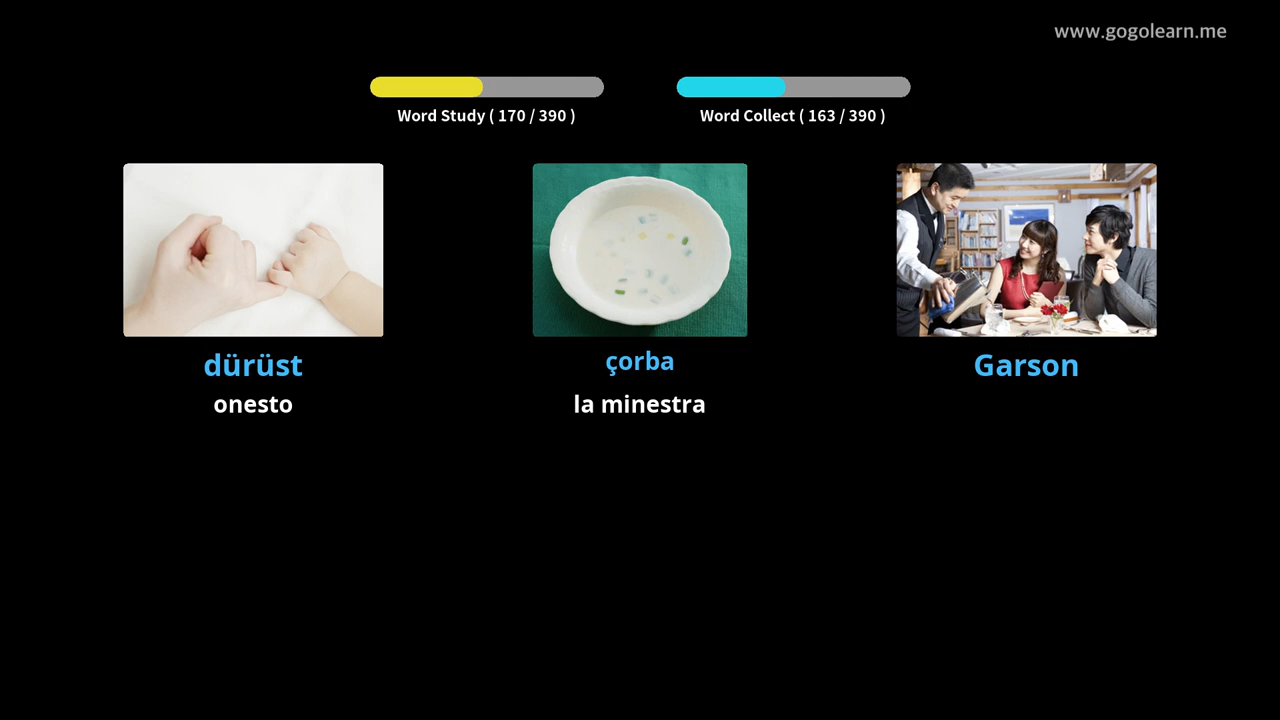 www.gogolearn.me
Word Study ( 170 / 390 )
Word Collect ( 163 / 390 )
dürüst
onesto
çorba
la minestra
Garson